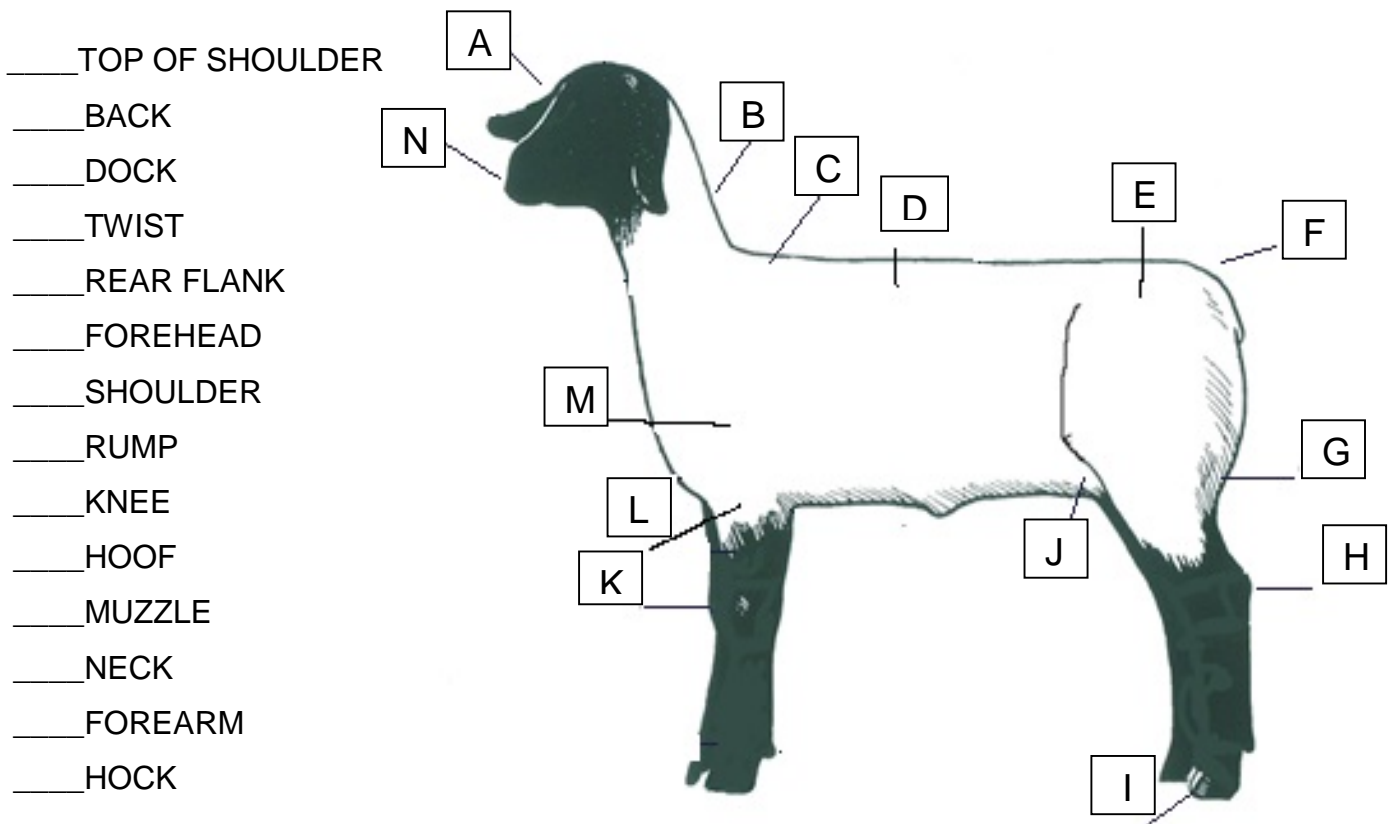 ____TOP OF SHOULDER
____BACK
____DOCK
____TWIST
____REAR FLANK
____FOREHEAD
____SHOULDER
____RUMP
____KNEE
____HOOF
____MUZZLE
____NECK
____FOREARM
____HOCK
A
N
B
C
D
E
F
M
G
L
J
H
K
I